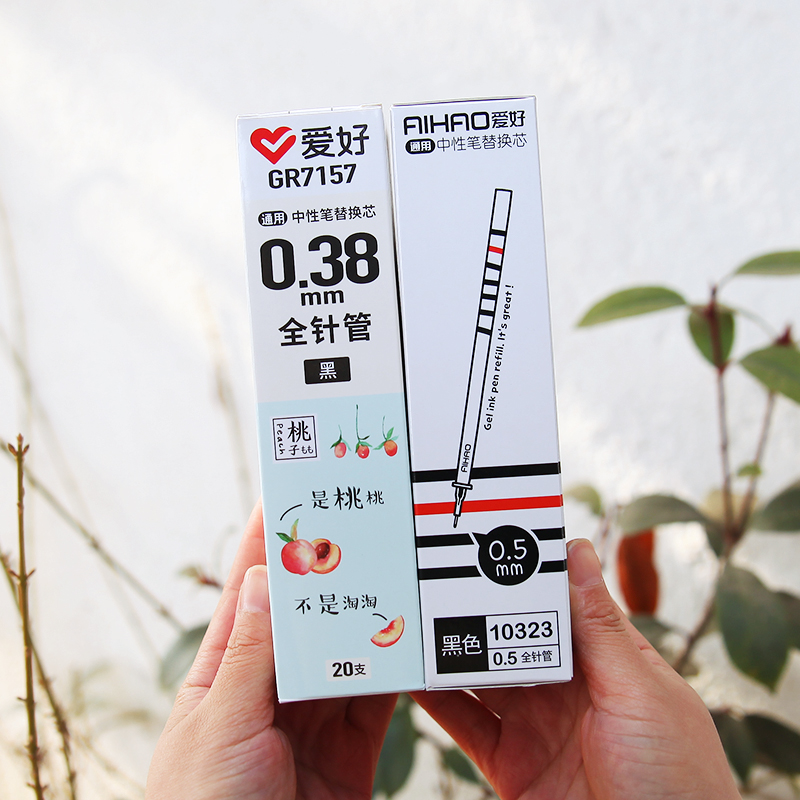 爱好
GR7157
通用 中性笔替换芯
0.38
mm
全针管
黑
Peach
桃
子もも
是桃桃
不是淘淘
20支
AIHAO爱好
通用 中性笔替换芯
Gel ink pen refill. It's great!
AIHAO
0.5
mm
黑色
10323
0.5 全针管